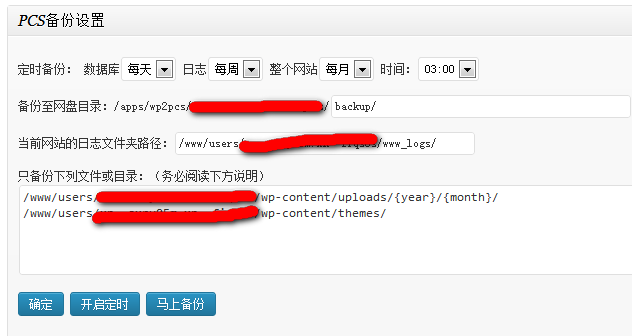 PCS备份设置
定时备份： 数据库 每天 日志 每周 整个网站 每月 时间： 03:00
备份至网盘目录：/apps/wp2pcs/ / backup/
当前网站的日志文件夹路径： /www/users/ /www_logs/
只备份下列文件或目录：（务必阅读下方说明）
/www/users/ /wp-content/uploads/{year}/{month}/
/www/users/ /wp-content/themes/
确定 开启定时 马上备份